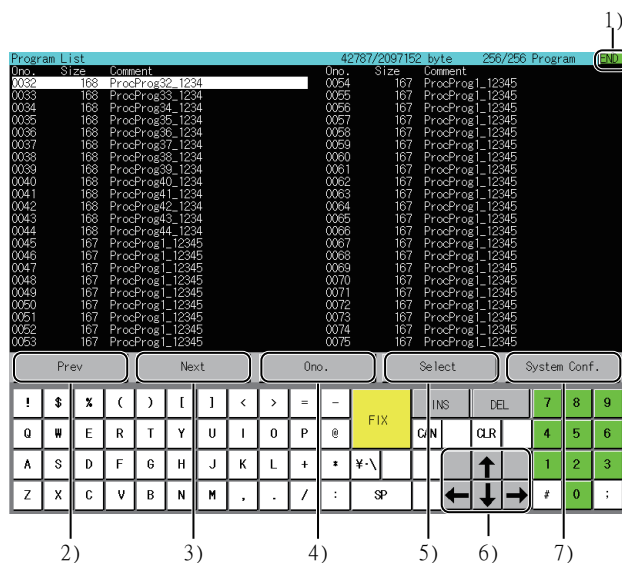 1)
Program List 42787/2097152 byte 256/256 Program END
Ono. Size Comment Ono. Size Comment
0032 168 ProcProg32_1234 0054 167 ProcProg1_12345
0033 168 ProcProg33_1234 0055 167 ProcProg1_12345
0034 168 ProcProg34_1234 0056 167 ProcProg1_12345
0035 168 ProcProg35_1234 0057 167 ProcProg1_12345
0036 168 ProcProg36_1234 0058 167 ProcProg1_12345
0037 168 ProcProg37_1234 0059 167 ProcProg1_12345
0038 168 ProcProg38_1234 0060 167 ProcProg1_12345
0039 168 ProcProg39_1234 0061 167 ProcProg1_12345
0040 168 ProcProg40_1234 0062 167 ProcProg1_12345
0041 168 ProcProg41_1234 0063 167 ProcProg1_12345
0042 168 ProcProg42_1234 0064 167 ProcProg1_12345
0043 168 ProcProg43_1234 0065 167 ProcProg1_12345
0044 168 ProcProg44_1234 0066 167 ProcProg1_12345
0045 167 ProcProg1_12345 0067 167 ProcProg1_12345
0046 167 ProcProg1_12345 0068 167 ProcProg1_12345
0047 167 ProcProg1_12345 0069 167 ProcProg1_12345
0048 167 ProcProg1_12345 0070 167 ProcProg1_12345
0049 167 ProcProg1_12345 0071 167 ProcProg1_12345
0050 167 ProcProg1_12345 0072 167 ProcProg1_12345
0051 167 ProcProg1_12345 0073 167 ProcProg1_12345
0052 167 ProcProg1_12345 0074 167 ProcProg1_12345
0053 167 ProcProg1_12345 0075 167 ProcProg1_12345
Prev Next Ono. Select System Conf.
! $ % ( ) [ ] < > = - FIX INS DEL 7 8 9
Q W E R T Y U I O P @ CAN CLR 4 5 6
A S D F G H J K L + * ¥·\ ↑ 1 2 3
Z X C V B N M , . / : SP ← ↓ → # 0 ;
2) 3) 4) 5) 6) 7)